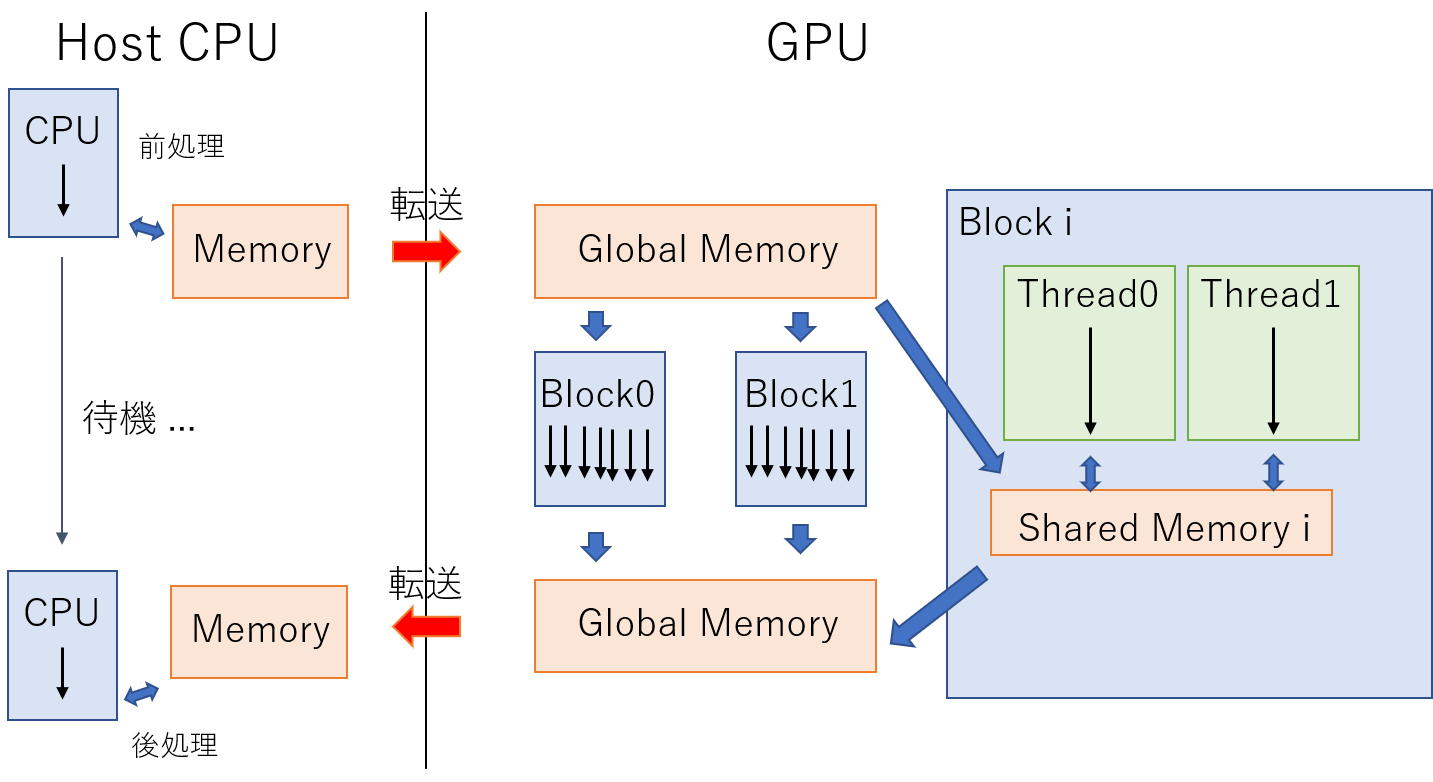 Host CPU
GPU
CPU
前処理
Memory
転送
Global Memory
Block i
Thread0
Thread1
Block0
Block1
待機 ...
Shared Memory i
CPU
Memory
転送
Global Memory
後処理